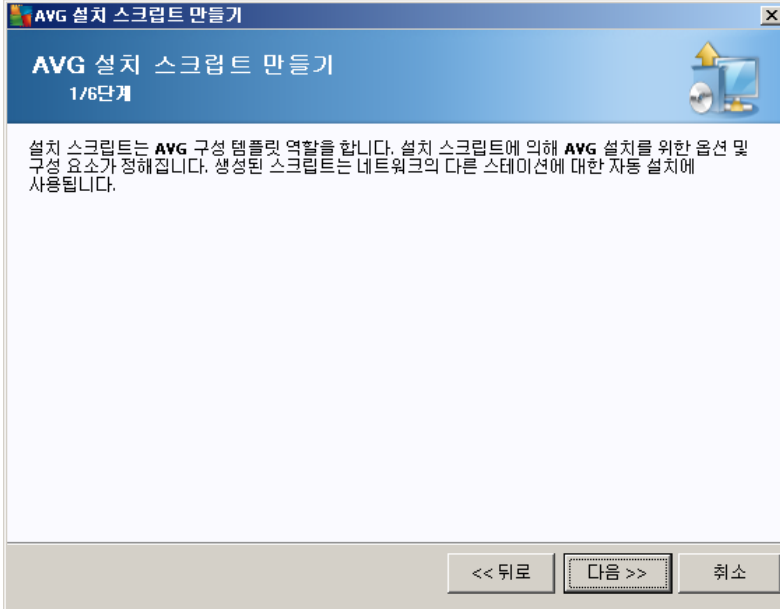 AVG 설치 스크립트 만들기
AVG 설치 스크립트 만들기
1/6단계
설치 스크립트는 AVG 구성 템플릿 역할을 합니다. 설치 스크립트에 의해 AVG 설치를 위한 옵션 및
구성 요소가 정해집니다. 생성된 스크립트는 네트워크의 다른 스테이션에 대한 자동 설치에
사용됩니다.
<< 뒤로
다음 >>
취소